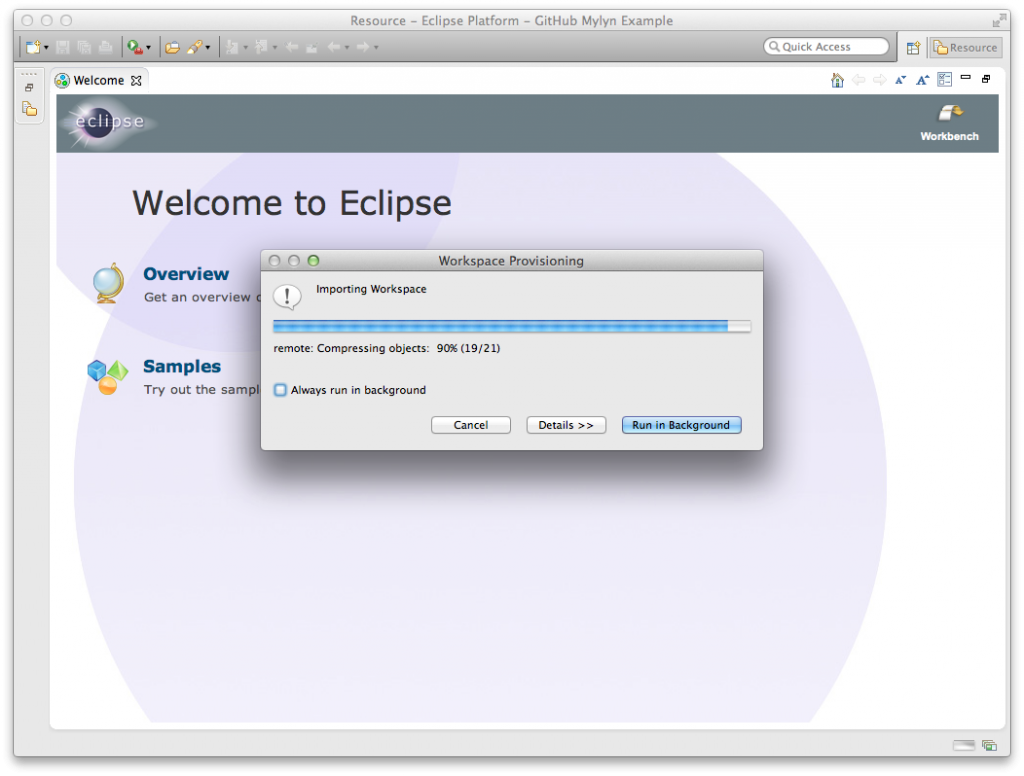 Resource – Eclipse Platform – GitHub Mylyn Example
Quick Access
Resource
Welcome
eclipse
Workbench
Welcome to Eclipse
Overview
Get an overview
Samples
Try out the sampl
Workspace Provisioning
Importing Workspace
remote: Compressing objects: 90% (19/21)
Always run in background
Cancel
Details >>
Run in Background